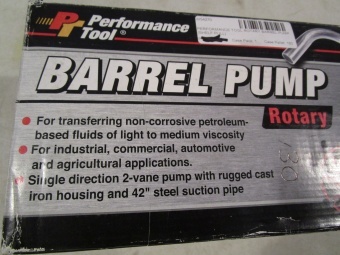 PT Performance
Tool®
BARREL PUMP
Rotary
• For transferring non-corrosive petroleum-
based fluids of light to medium viscosity
• For industrial, commercial, automotive
and agricultural applications.
• Single direction 2-vane pump with rugged cast
iron housing and 42" steel suction pipe